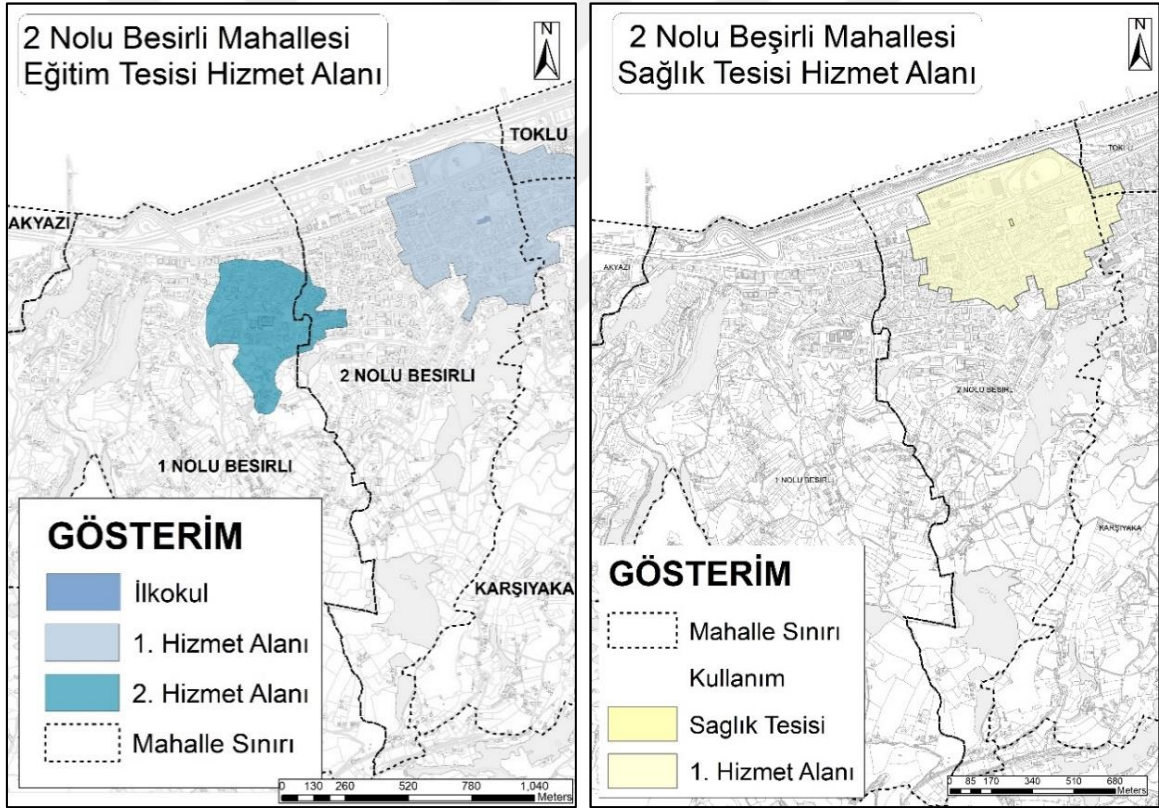 2 Nolu Besirli Mahallesi
Eğitim Tesisi Hizmet Alanı
N
TOKLU
AKYAZI
2 NOLU BESIRLI
1 NOLU BESIRLI
KARŞIYAKA
GÖSTERİM
İlkokul
1. Hizmet Alanı
2. Hizmet Alanı
Mahalle Sınırı
0 130 260 520 780 1,040
Meters
2 Nolu Beşirli Mahallesi
Sağlık Tesisi Hizmet Alanı
N
TOKLU
AKYAZI
2 NOLU BESIRLI
1 NOLU BESIRLI
KARŞIYAKA
GÖSTERİM
Mahalle Sınırı
Kullanım
Saglık Tesisi
1. Hizmet Alanı
0 85 170 340 510 680
Meters